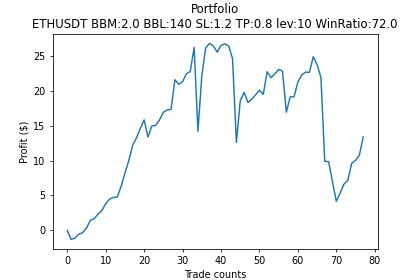 Portfolio
ETHUSDT BBM:2.0 BBL:140 SL:1.2 TP:0.8 lev:10 WinRatio:72.0
Profit ($)
25
20
15
10
5
0
0 10 20 30 40 50 60 70 80
Trade counts